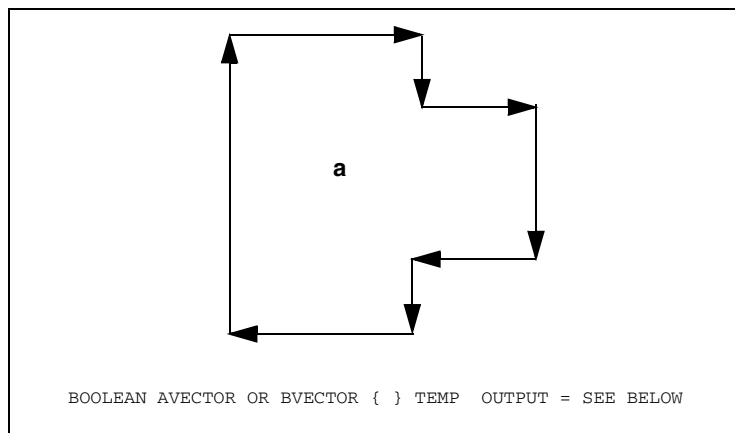 a
BOOLEAN AVECTOR OR BVECTOR { } TEMP  OUTPUT = SEE BELOW